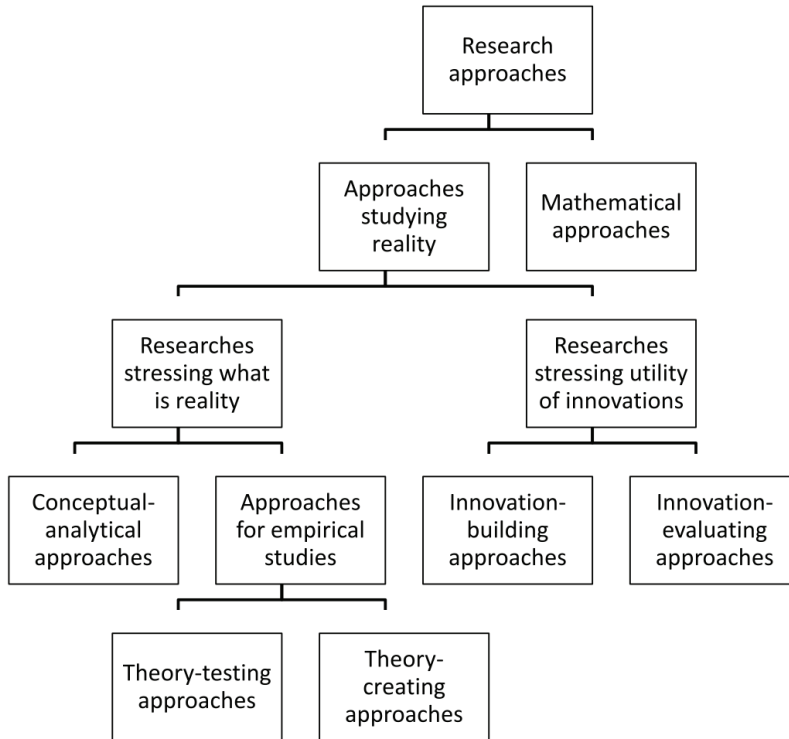 Research
approaches
Approaches
studying
reality
Mathematical
approaches
Researches
stressing what
is reality
Researches
stressing utility
of innovations
Conceptual-
analytical
approaches
Approaches
for empirical
studies
Innovation-
building
approaches
Innovation-
evaluating
approaches
Theory-testing
approaches
Theory-
creating
approaches